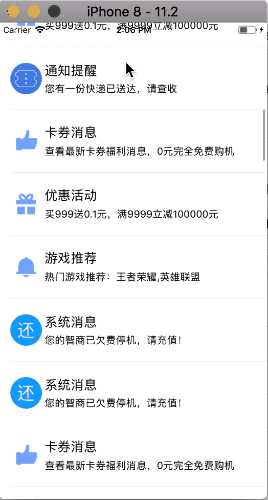 iPhone 8 - 11.2
Carrier
2:06 PM
买999送0.1元，满9999立减100000元
通知提醒
您有一份快递已送达，请查收
卡券消息
查看最新卡券福利消息，0元完全免费购机
优惠活动
买999送0.1元，满9999立减100000元
游戏推荐
热门游戏推荐：王者荣耀,英雄联盟
还
系统消息
您的智商已欠费停机，请充值！
还
系统消息
您的智商已欠费停机，请充值！
卡券消息
查看最新卡券福利消息，0元完全免费购机